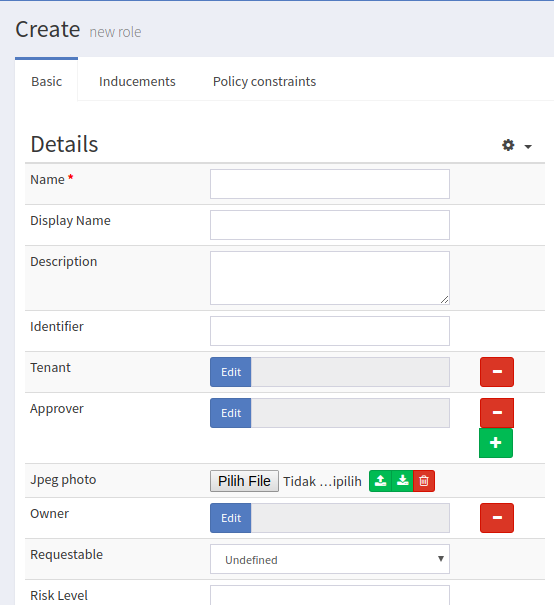 Create new role
Basic Inducements Policy constraints
Details
Name *
Display Name
Description
Identifier
Tenant Edit
Approver Edit
Jpeg photo Pilih File Tidak ...ipilih
Owner Edit
Requestable Undefined
Risk Level